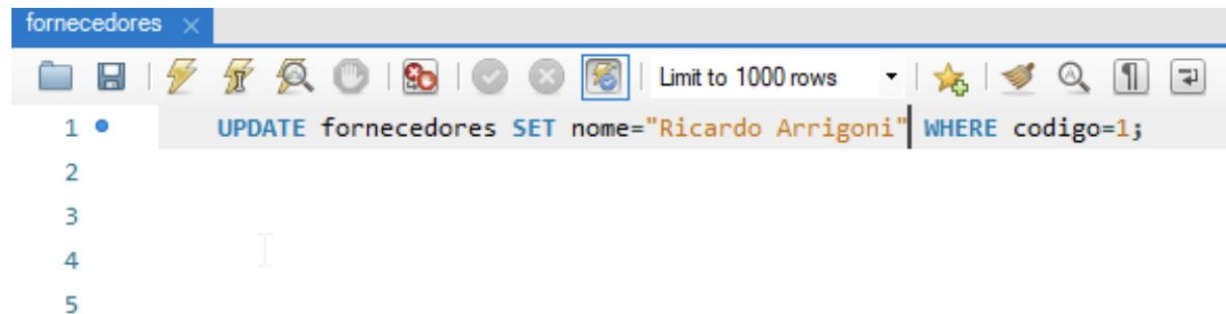 fornecedores
Limit to 1000 rows
1 UPDATE fornecedores SET nome="Ricardo Arrigoni" WHERE codigo=1;
2
3
4
5